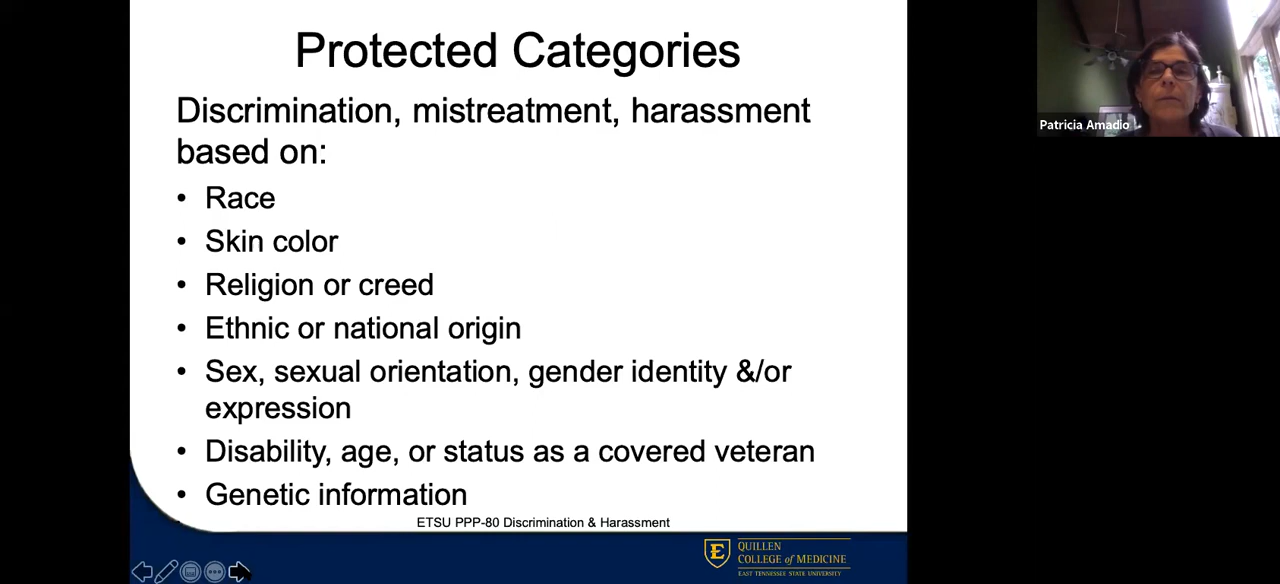 Protected Categories
Discrimination, mistreatment, harassment
based on:
• Race
• Skin color
• Religion or creed
• Ethnic or national origin
• Sex, sexual orientation, gender identity &/or
expression
• Disability, age, or status as a covered veteran
• Genetic information
ETSU PPP-80 Discrimination & Harassment
E
QUILLEN
COLLEGE of MEDICINE
EAST TENNESSEE STATE UNIVERSITY
Patricia Amadio